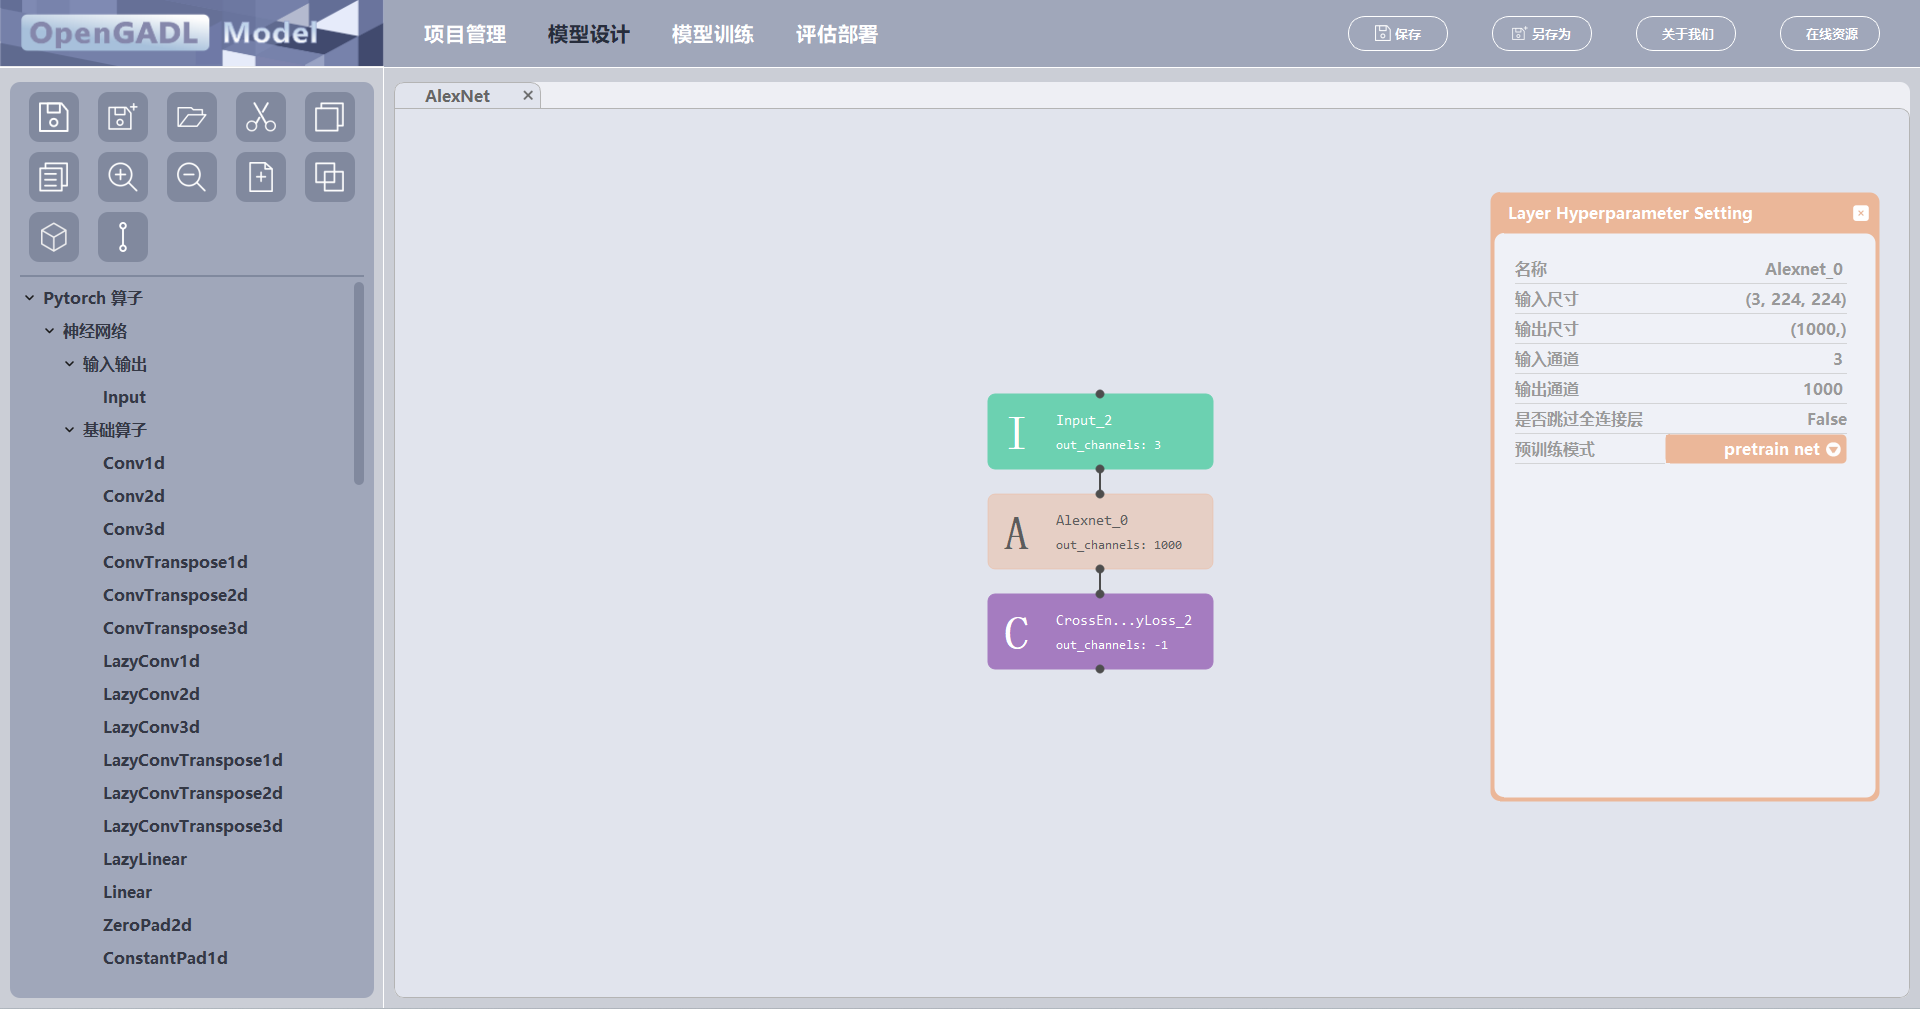 OpenGADL Model
项目管理 模型设计 模型训练 评估部署
保存 另存为 关于我们 在线资源
AlexNet
Pytorch 算子
神经网络
输入输出
Input
基础算子
Conv1d
Conv2d
Conv3d
ConvTranspose1d
ConvTranspose2d
ConvTranspose3d
LazyConv1d
LazyConv2d
LazyConv3d
LazyConvTranspose1d
LazyConvTranspose2d
LazyConvTranspose3d
LazyLinear
Linear
ZeroPad2d
ConstantPad1d
I
Input_2
out_channels: 3
A
Alexnet_0
out_channels: 1000
C
CrossEn...yLoss_2
out_channels: -1
Layer Hyperparameter Setting
名称 Alexnet_0
输入尺寸 (3, 224, 224)
输出尺寸 (1000,)
输入通道 3
输出通道 1000
是否跳过全连接层 False
预训练模式 pretrain net